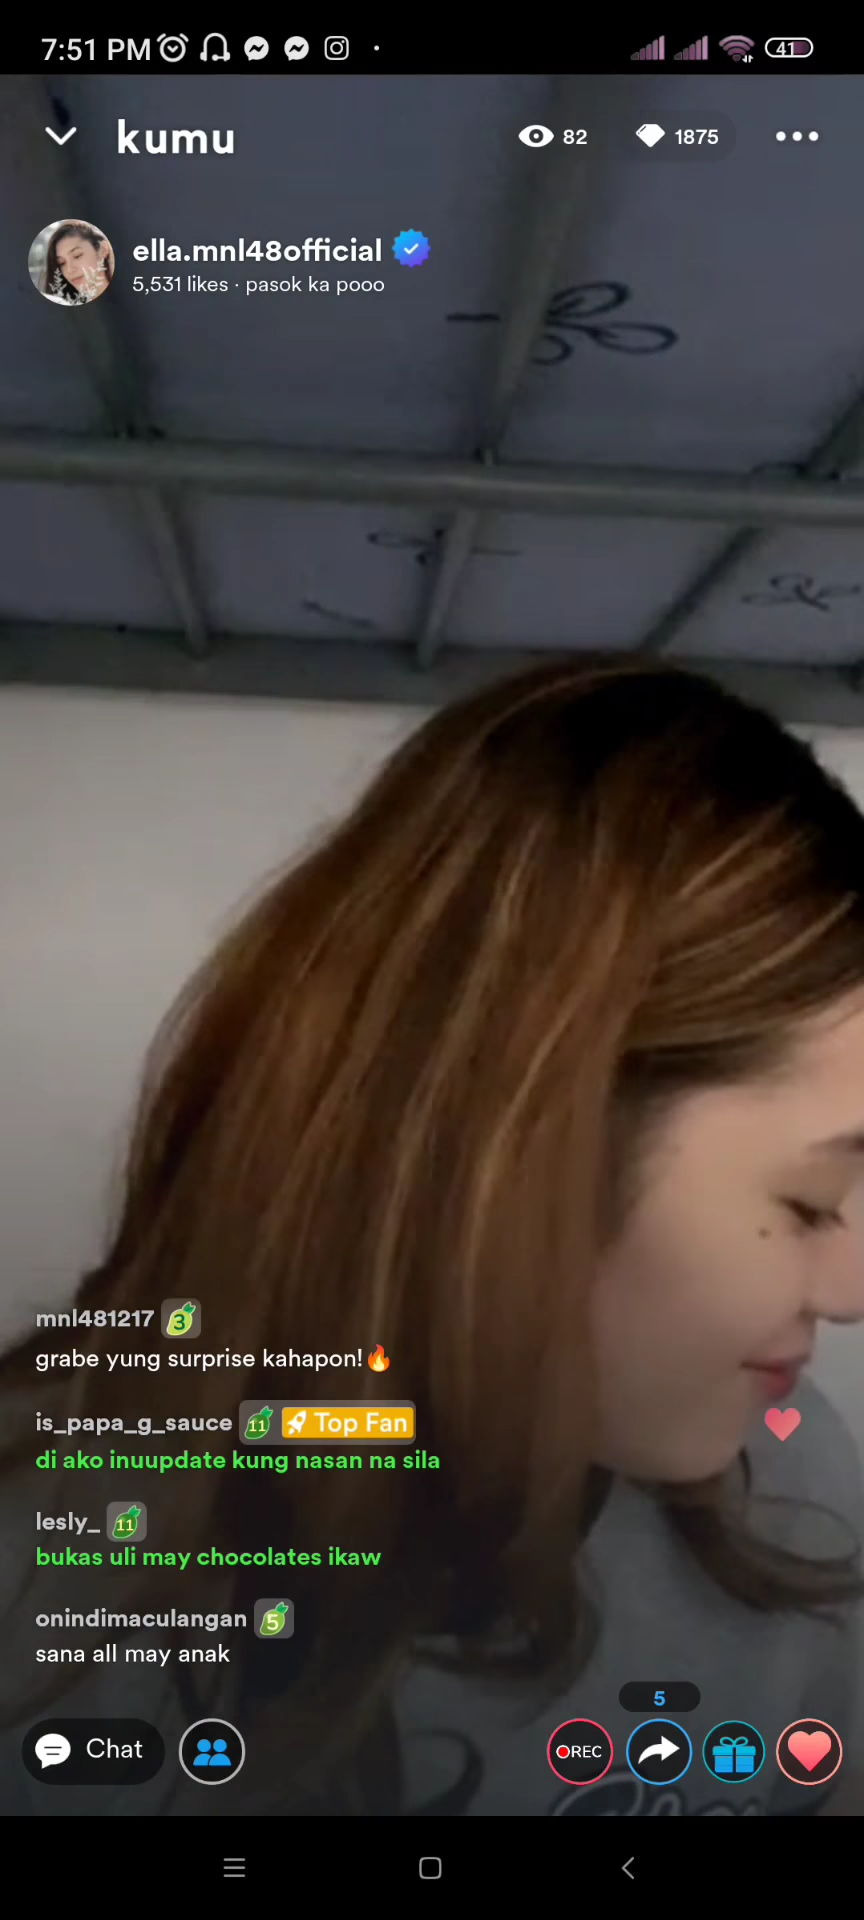 7:51 PM
41
kumu
82
1875
ella.mnl48official
5,531 likes · pasok ka pooo
mnl481217 3
grabe yung surprise kahapon!🔥
is_papa_g_sauce 11 Top Fan
di ako inuupdate kung nasan na sila
lesly_ 11
bukas uli may chocolates ikaw
onindimaculangan 5
sana all may anak
5
Chat
REC